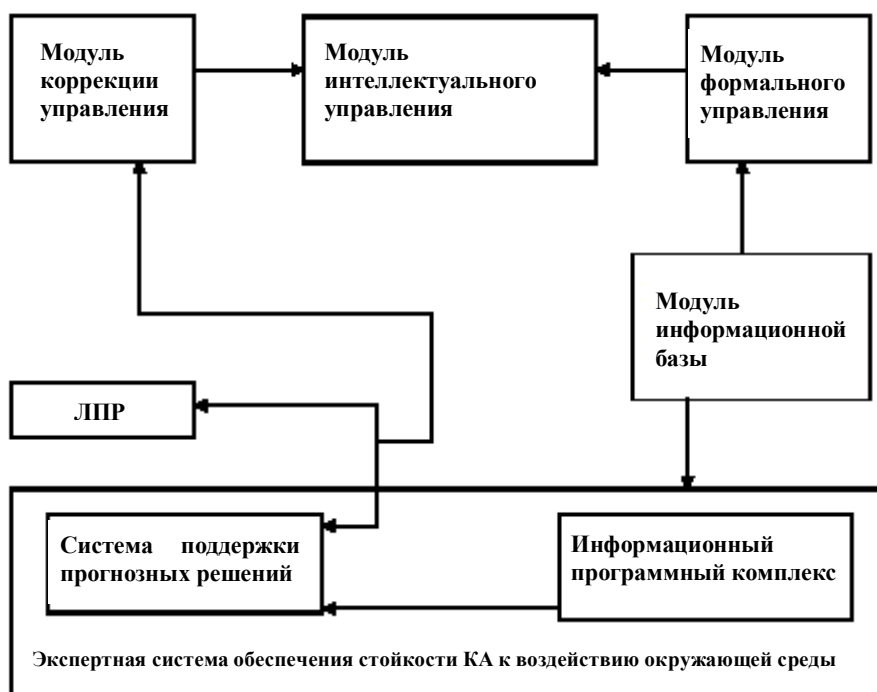 Модуль
коррекции
управления
Модуль
интеллектуального
управления
Модуль
формального
управления
Модуль
информационной
базы
ЛПР
Система поддержки
прогнозных решений
Информационный
программный комплекс
Экспертная система обеспечения стойкости КА к воздействию окружающей среды